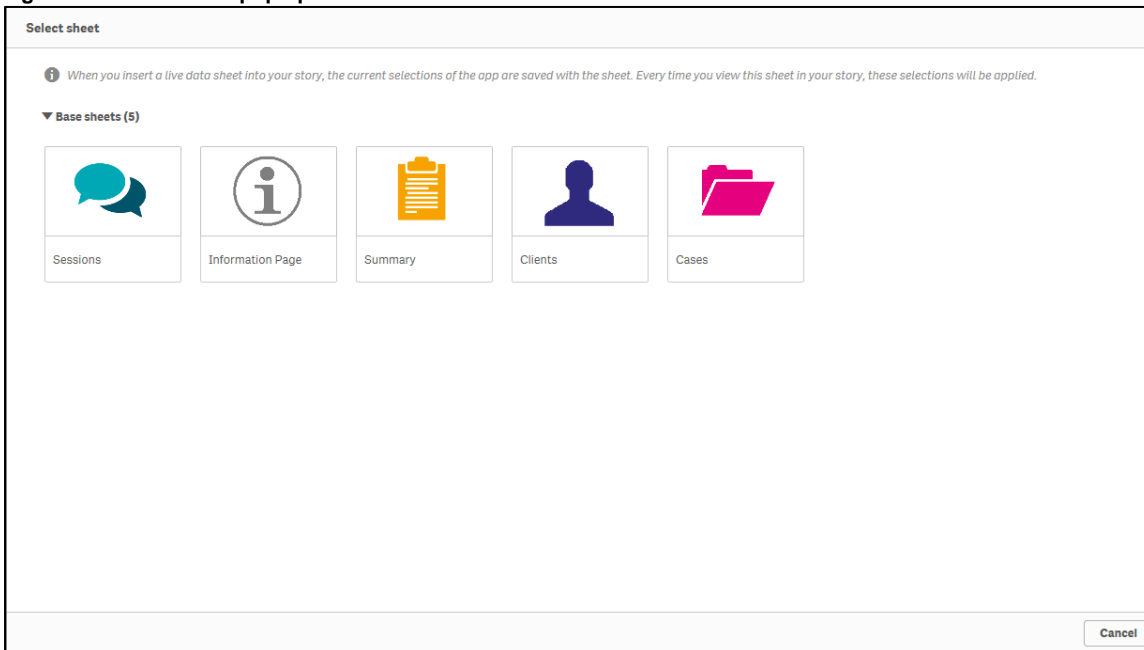 Select sheet
When you insert a live data sheet into your story, the current selections of the app are saved with the sheet. Every time you view this sheet in your story, these selections will be applied.
Base sheets (5)
Sessions
Information Page
Summary
Clients
Cases
Cancel